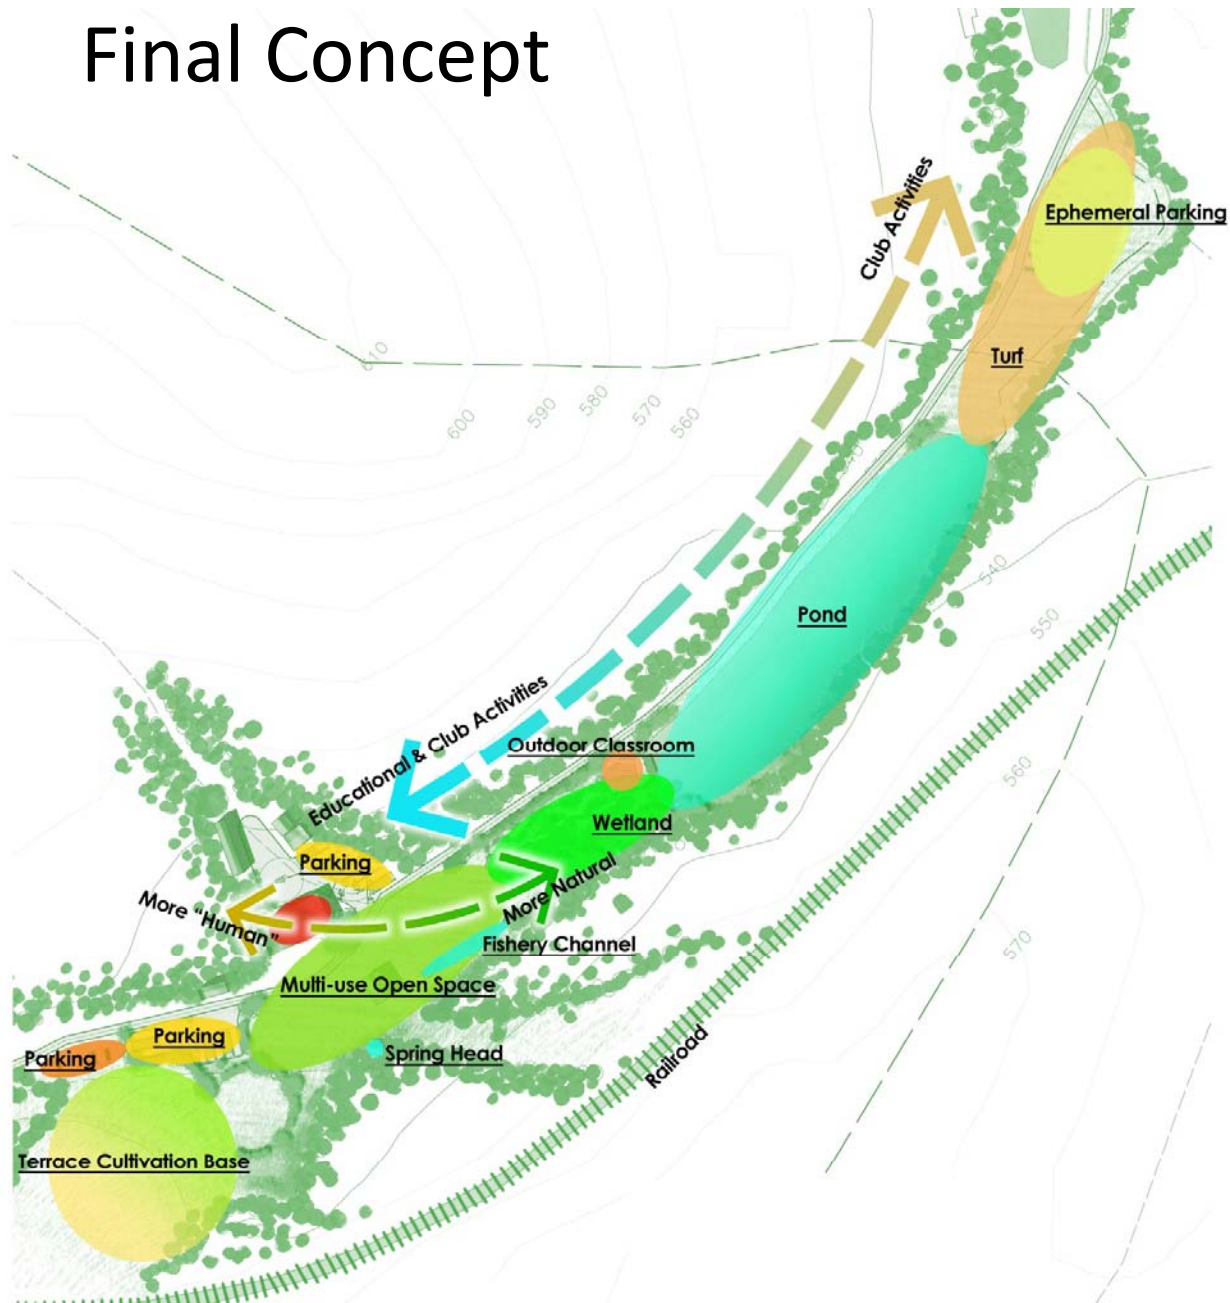 Final Concept
Club Activities
Ephemeral Parking
Turf
610
600
590
580
570
560
540
Pond
550
Educational & Club Activities
Outdoor Classroom
560
Wetland
Parking
More Natural
More "Human"
Fishery Channel
570
Multi-use Open Space
Parking
Parking
Spring Head
Railroad
Terrace Cultivation Base